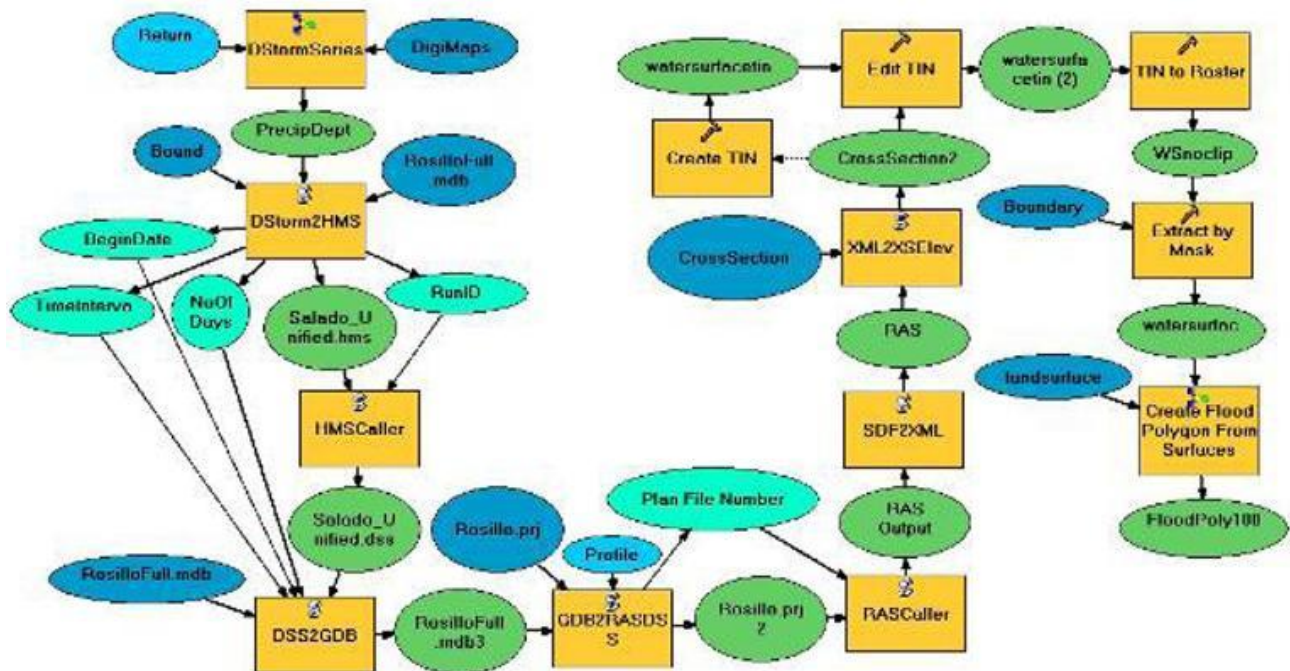 Return
DStormSeries
DigiMaps
PrecipDept
Bound
RosilloFull
.mdb
DStorm2HMS
BeginDate
TimeInterva
NoOf
Days
Salado_U
nified.hms
RunID
HMSCaller
Salado_U
nified.dss
RosilloFull.mdb
DSS2GDB
RosilloFull
.mdb3
Rosillo.prj
Profile
GDB2RASDS
S
Plan File Number
Rosillo.prj
2
RASCaller
RAS
Output
SDF2XML
RAS
CrossSection
XML2XSElev
CrossSection2
Create TIN
watersurfacetin
Edit TIN
watersurfa
cetin (2)
TIN to Raster
WSnoclip
Boundary
Extract by
Mask
watersurfac
landsurface
Create Flood
Polygon From
Surfaces
FloodPoly100